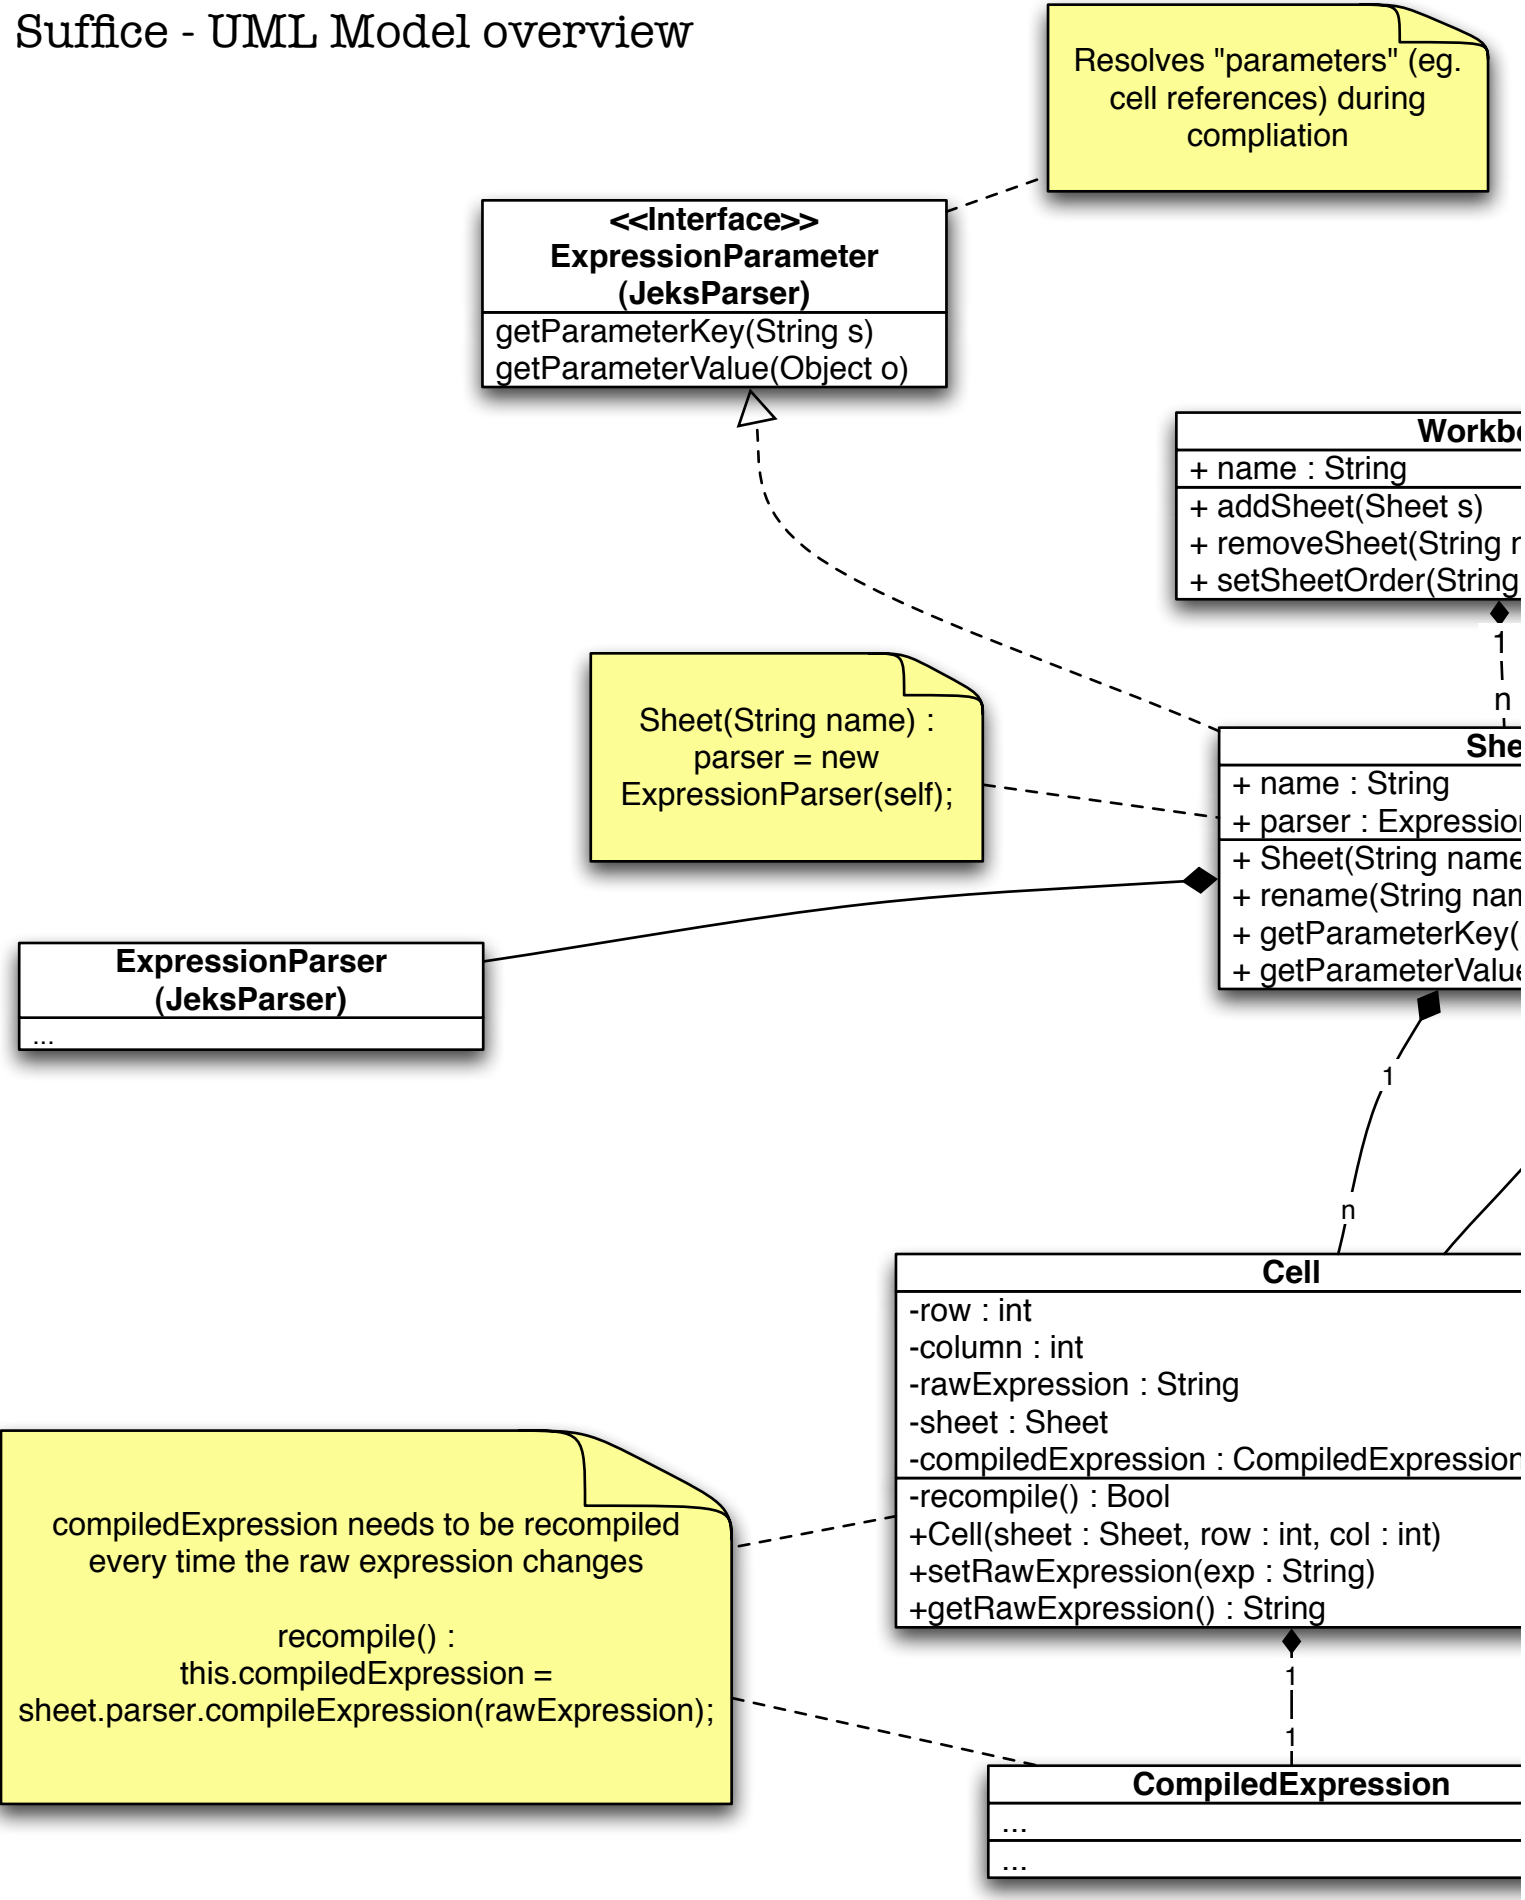 Suffice - UML Model overview
Resolves "parameters" (eg.
cell references) during
compliation
<<Interface>>
ExpressionParameter
(JeksParser)
getParameterKey(String s)
getParameterValue(Object o)
Workbo
+ name : String
+ addSheet(Sheet s)
+ removeSheet(String n
+ setSheetOrder(String
1
n
Sheet(String name) :
parser = new
ExpressionParser(self);
She
+ name : String
+ parser : Expression
+ Sheet(String name
+ rename(String nam
+ getParameterKey(
+ getParameterValue
ExpressionParser
(JeksParser)
...
1
n
Cell
-row : int
-column : int
-rawExpression : String
-sheet : Sheet
-compiledExpression : CompiledExpression
-recompile() : Bool
+Cell(sheet : Sheet, row : int, col : int)
+setRawExpression(exp : String)
+getRawExpression() : String
compiledExpression needs to be recompiled
every time the raw expression changes
recompile() :
this.compiledExpression =
sheet.parser.compileExpression(rawExpression);
1
1
CompiledExpression
...
...